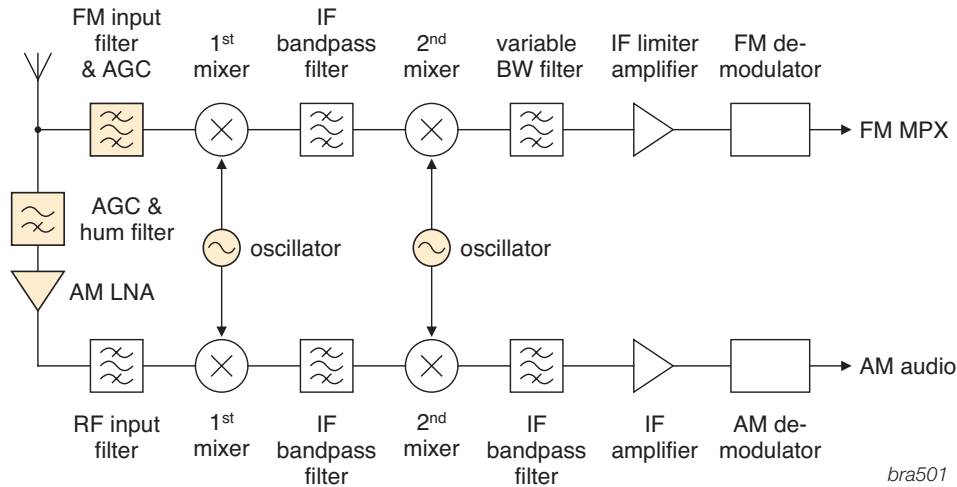 FM input
filter
& AGC
1st
mixer
IF
bandpass
filter
2nd
mixer
variable
BW filter
IF limiter
amplifier
FM de-
modulator
FM MPX
AGC &
hum filter
oscillator
oscillator
AM LNA
AM audio
RF input
filter
1st
mixer
IF
bandpass
filter
2nd
mixer
IF
bandpass
filter
IF
amplifier
AM de-
modulator
bra501